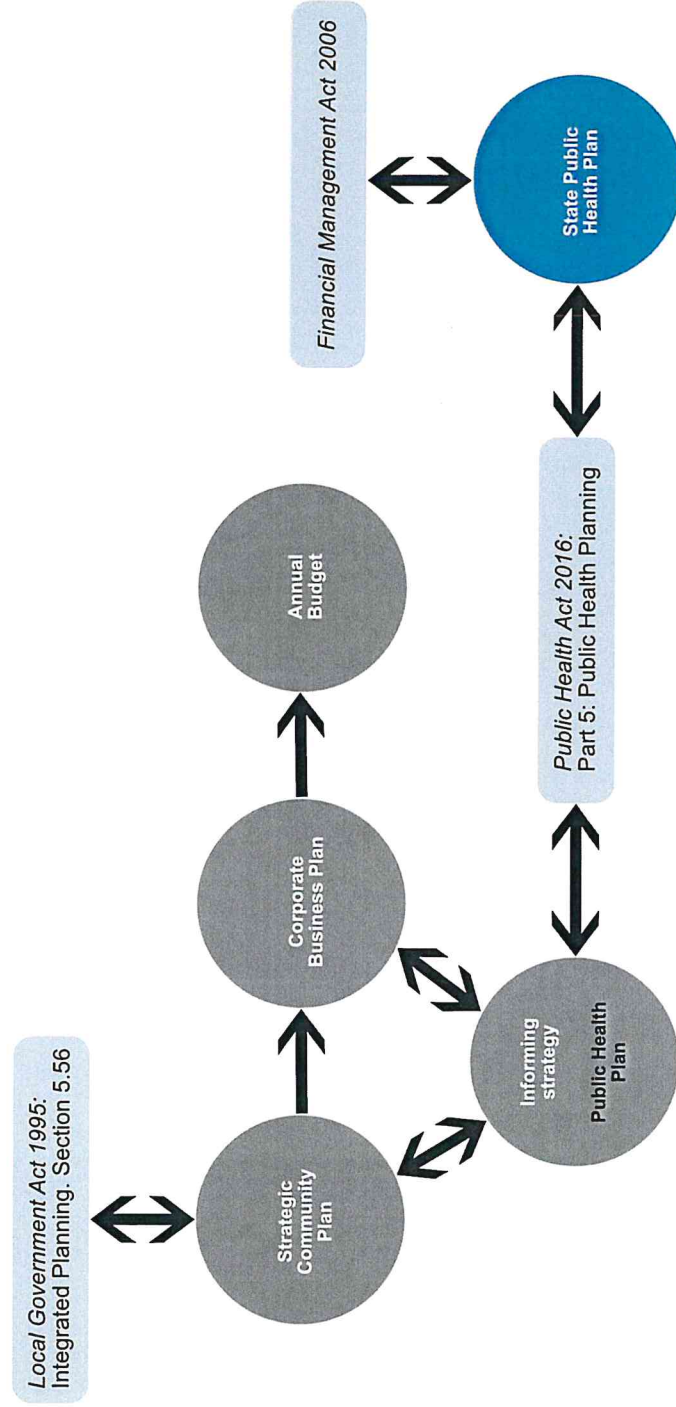 Local Government Act 1995:
Integrated Planning. Section 5.56
Strategic
Community
Plan
Corporate
Business Plan
Annual
Budget
Financial Management Act 2006
Informing
strategy
Public Health
Plan
Public Health Act 2016:
Part 5: Public Health Planning
State Public
Health Plan